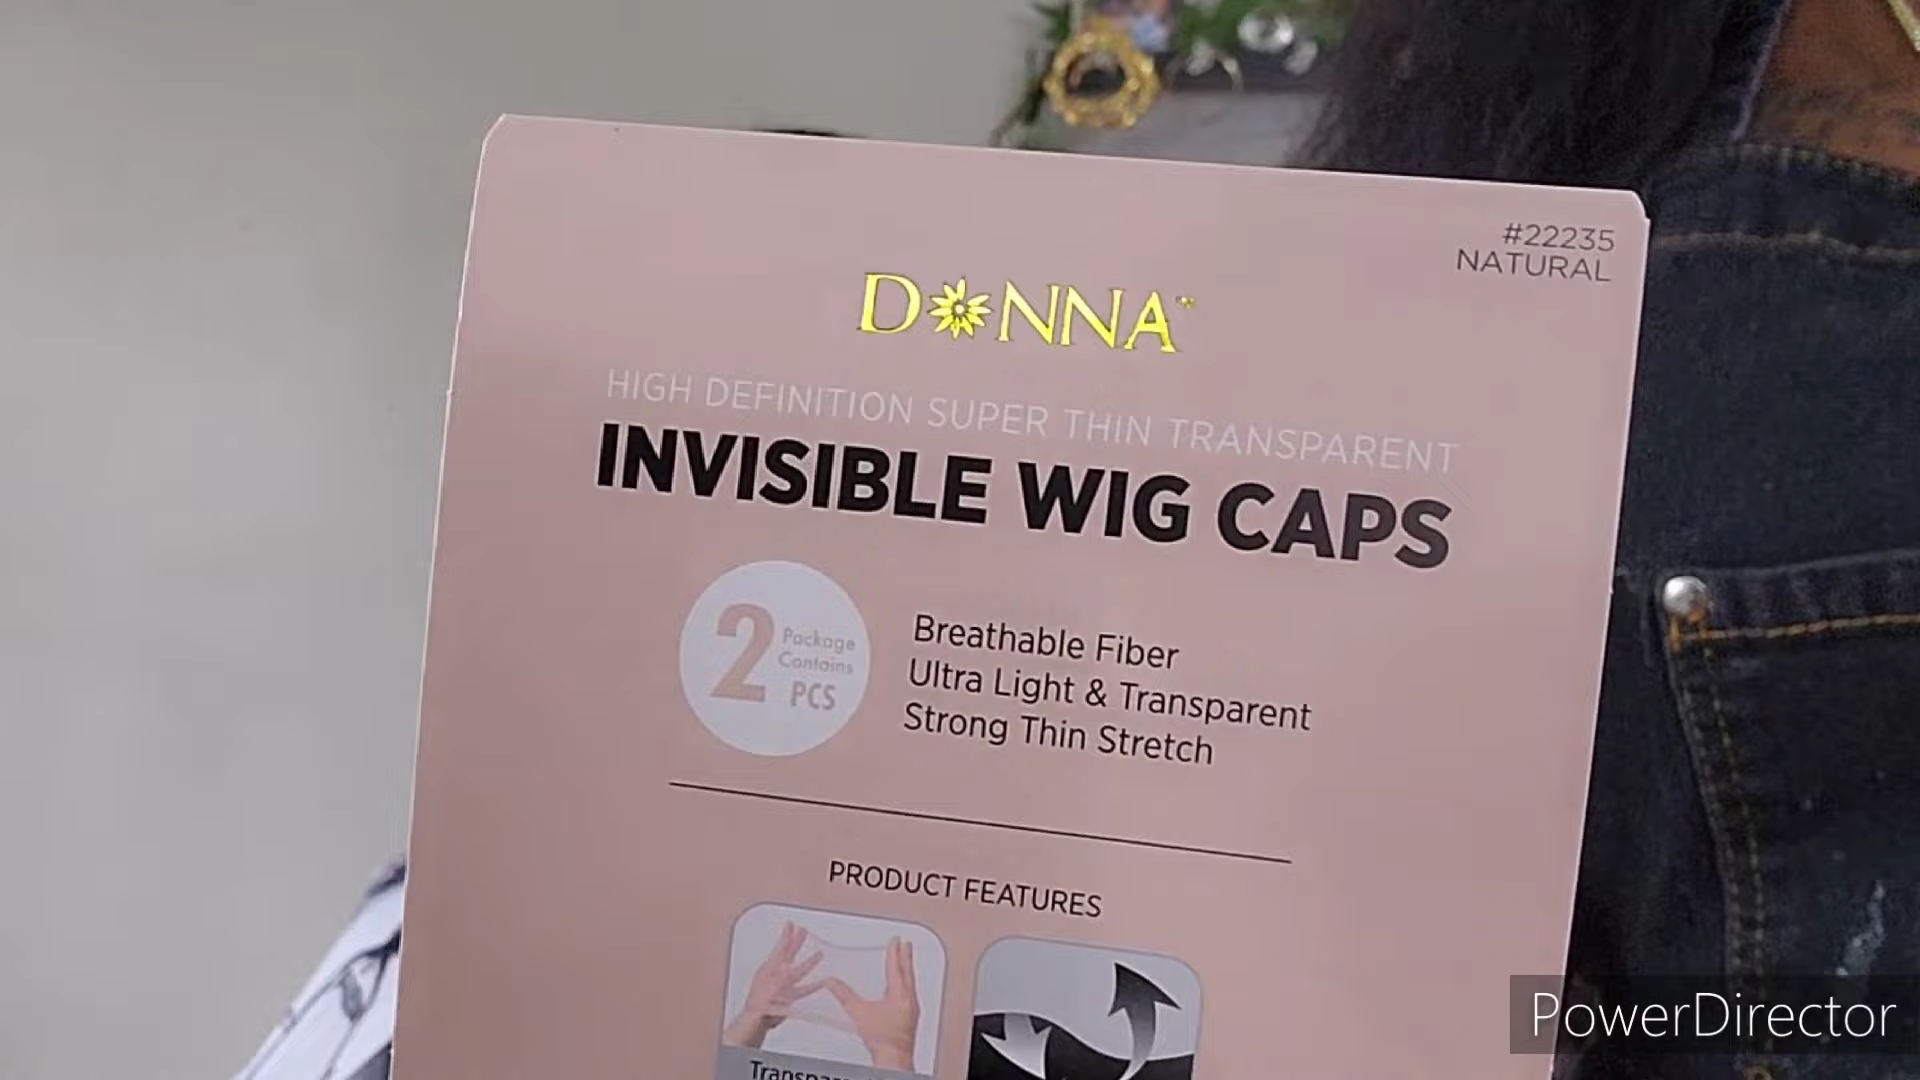 #22235
NATURAL
DONNA™
HIGH DEFINITION SUPER THIN TRANSPARENT
INVISIBLE WIG CAPS
2 Package
Contains
PCS
Breathable Fiber
Ultra Light & Transparent
Strong Thin Stretch
PRODUCT FEATURES
PowerDirector